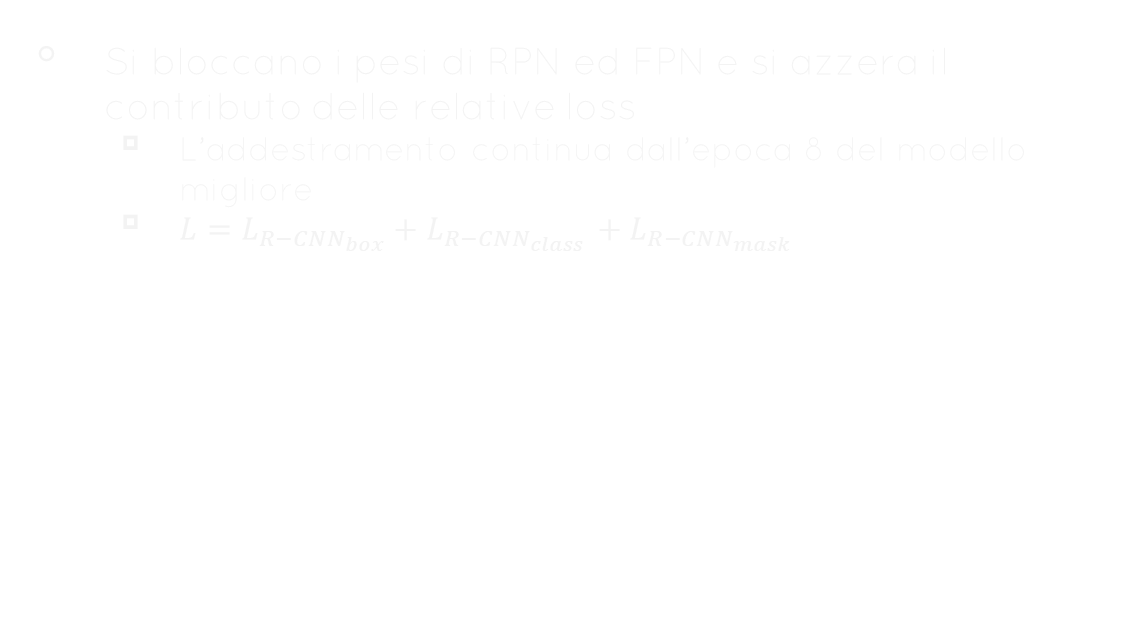 Si bloccano i pesi di RPN ed FPN e si azzera il
contributo delle relative loss
L'addestramento continua dall'epoca 8 del modello
migliore
L = L_{R-CNN_{box}} + L_{R-CNN_{class}} + L_{R-CNN_{mask}}